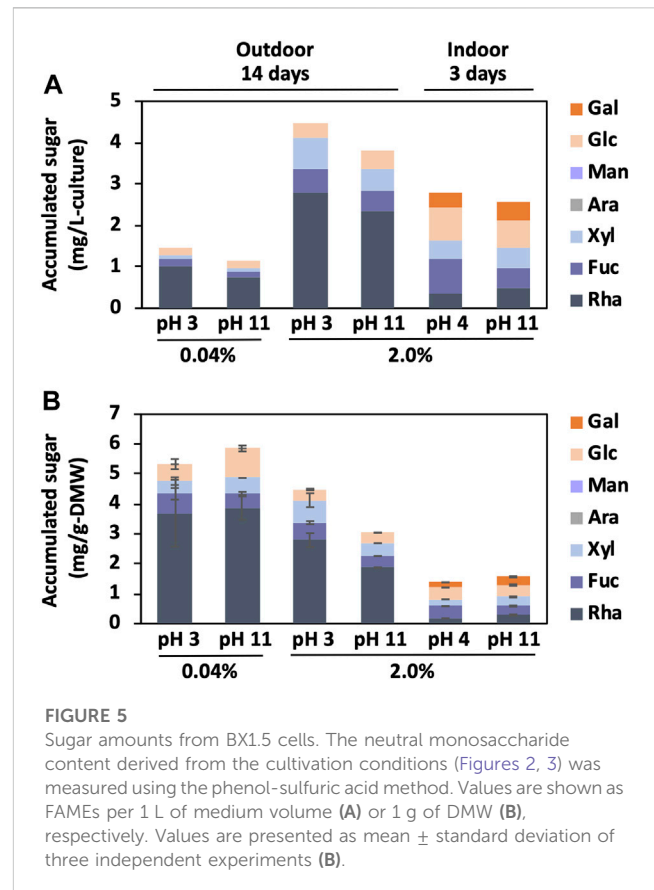 Outdoor
14 days
Indoor
3 days
A
Accumulated sugar
(mg/L-culture)
5
4
3
2
1
0
Gal
Glc
Man
Ara
Xyl
Fuc
Rha
pH 3
pH 11
pH 3
pH 11
pH 4
pH 11
0.04%
2.0%
B
Accumulated sugar
(mg/g-DMW)
7
6
5
4
3
2
1
0
Gal
Glc
Man
Ara
Xyl
Fuc
Rha
pH 3
pH 11
pH 3
pH 11
pH 4
pH 11
0.04%
2.0%
FIGURE 5
Sugar amounts from BX1.5 cells. The neutral monosaccharide
content derived from the cultivation conditions (Figures 2, 3) was
measured using the phenol-sulfuric acid method. Values are shown as
FAMEs per 1 L of medium volume (A) or 1 g of DMW (B),
respectively. Values are presented as mean ± standard deviation of
three independent experiments (B).